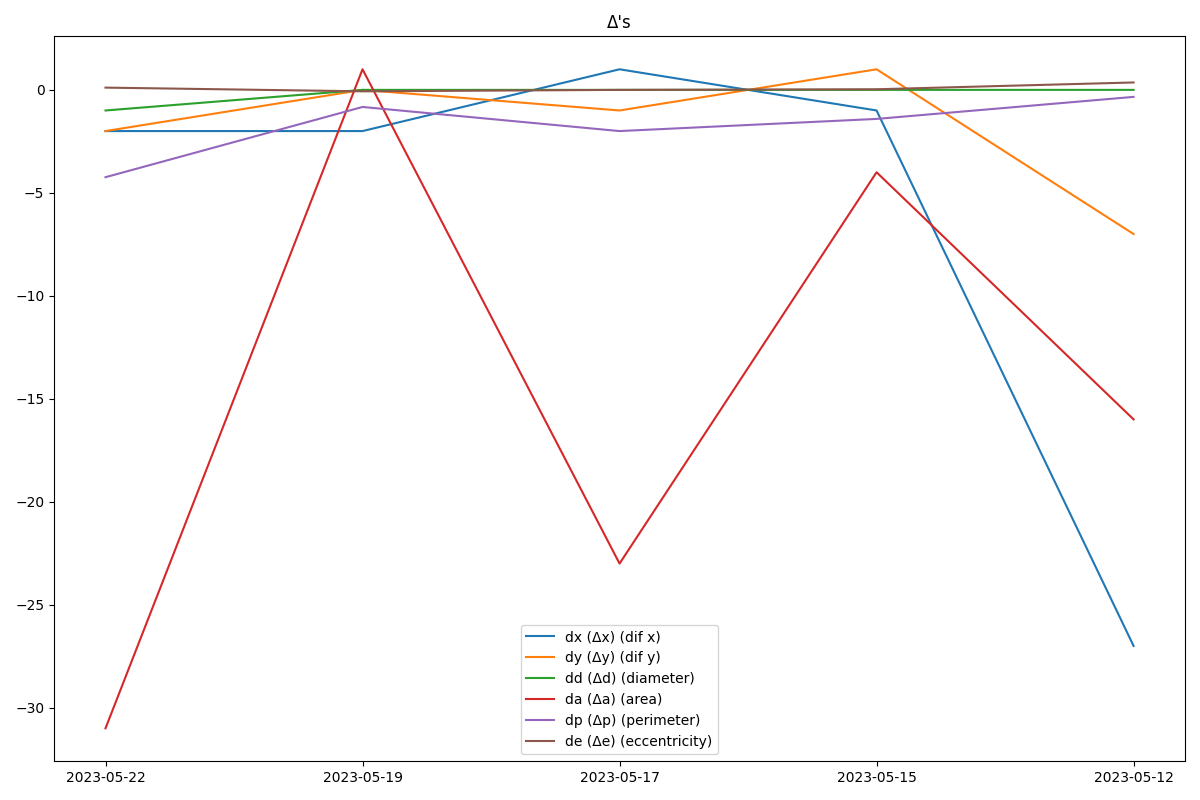 Δ's
0
−5
−10
−15
−20
−25
−30
dx (Δx) (dif x)
dy (Δy) (dif y)
dd (Δd) (diameter)
da (Δa) (area)
dp (Δp) (perimeter)
de (Δe) (eccentricity)
2023-05-22 2023-05-19 2023-05-17 2023-05-15 2023-05-12